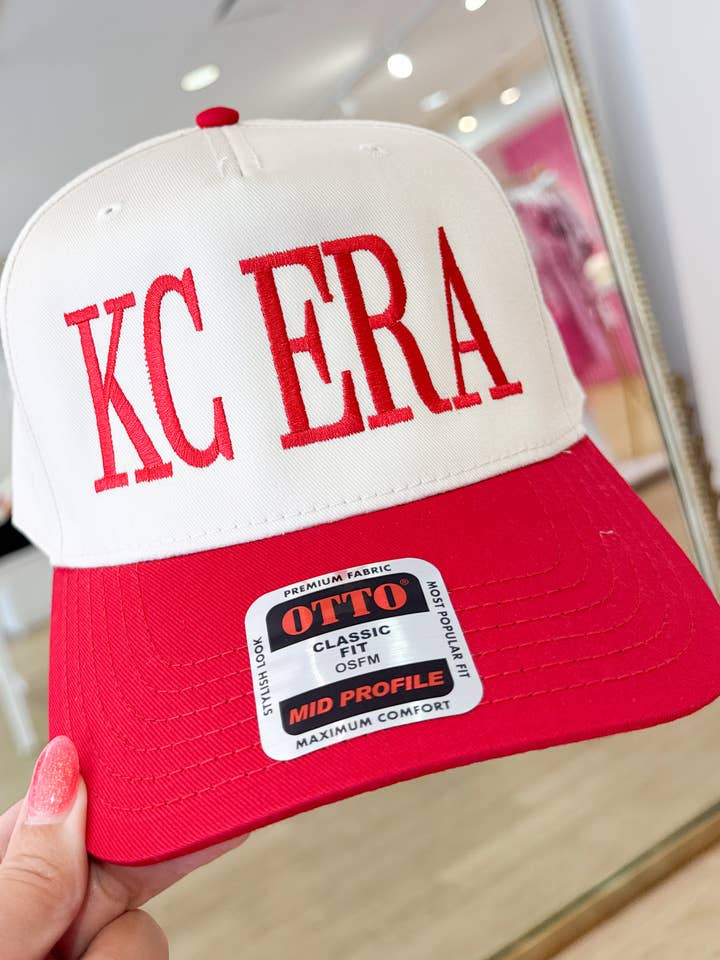 KC ERA
PREMIUM FABRIC
OTTO®
CLASSIC
FIT
OSFM
MID PROFILE
MAXIMUM COMFORT
STYLISH LOOK
MOST POPULAR FIT